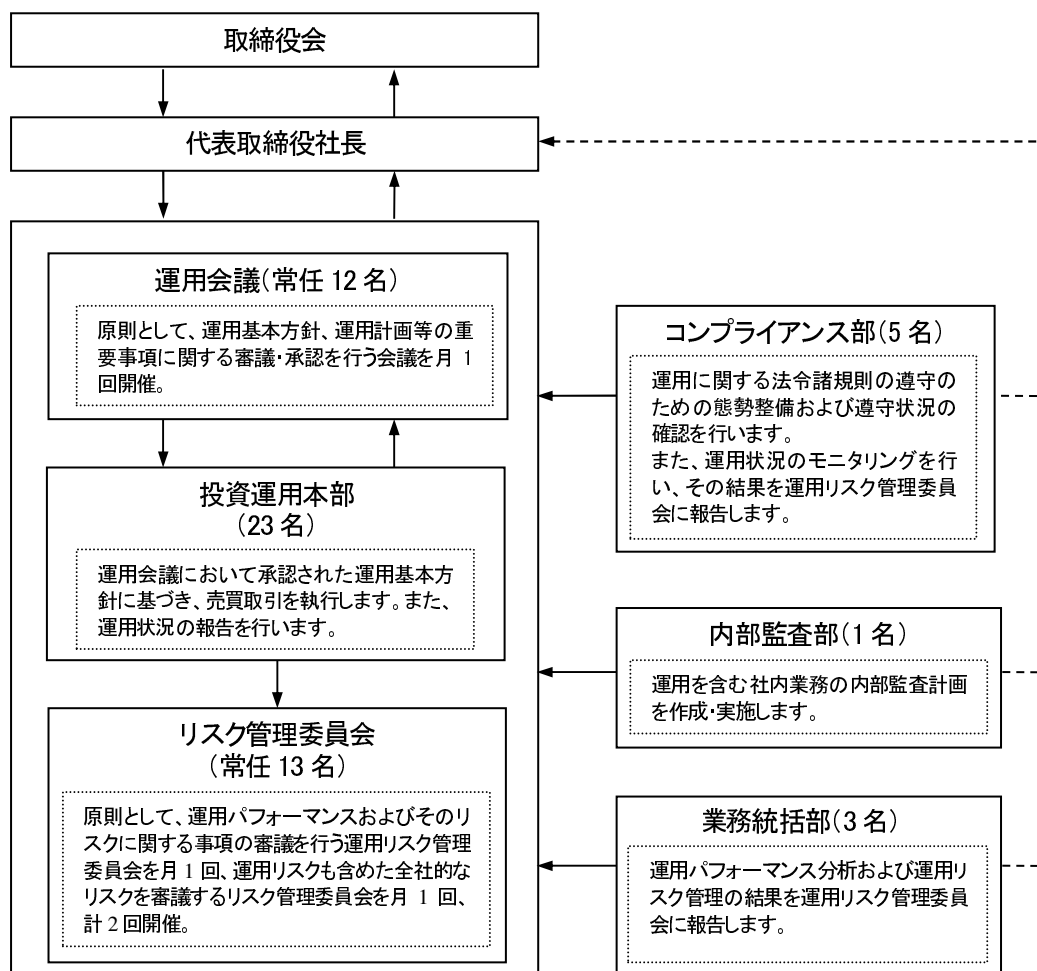 取締役会
代表取締役社長
運用会議(常任 12 名)
原則として、運用基本方針、運用計画等の重
要事項に関する審議・承認を行う会議を月 1
回開催。
投資運用本部
(23 名)
運用会議において承認された運用基本方
針に基づき、売買取引を執行します。また、
運用状況の報告を行います。
リスク管理委員会
(常任 13 名)
原則として、運用パフォーマンスおよびそのリ
スクに関する事項の審議を行う運用リスク管理
委員会を月 1 回、運用リスクも含めた全社的な
リスクを審議するリスク管理委員会を月 1 回、
計 2 回開催。
コンプライアンス部(5 名)
運用に関する法令諸規則の遵守の
ための態勢整備および遵守状況の
確認を行います。
また、運用状況のモニタリングを行
い、その結果を運用リスク管理委員
会に報告します。
内部監査部(1 名)
運用を含む社内業務の内部監査計画
を作成・実施します。
業務統括部(3 名)
運用パフォーマンス分析および運用リ
スク管理の結果を運用リスク管理委員
会に報告します。